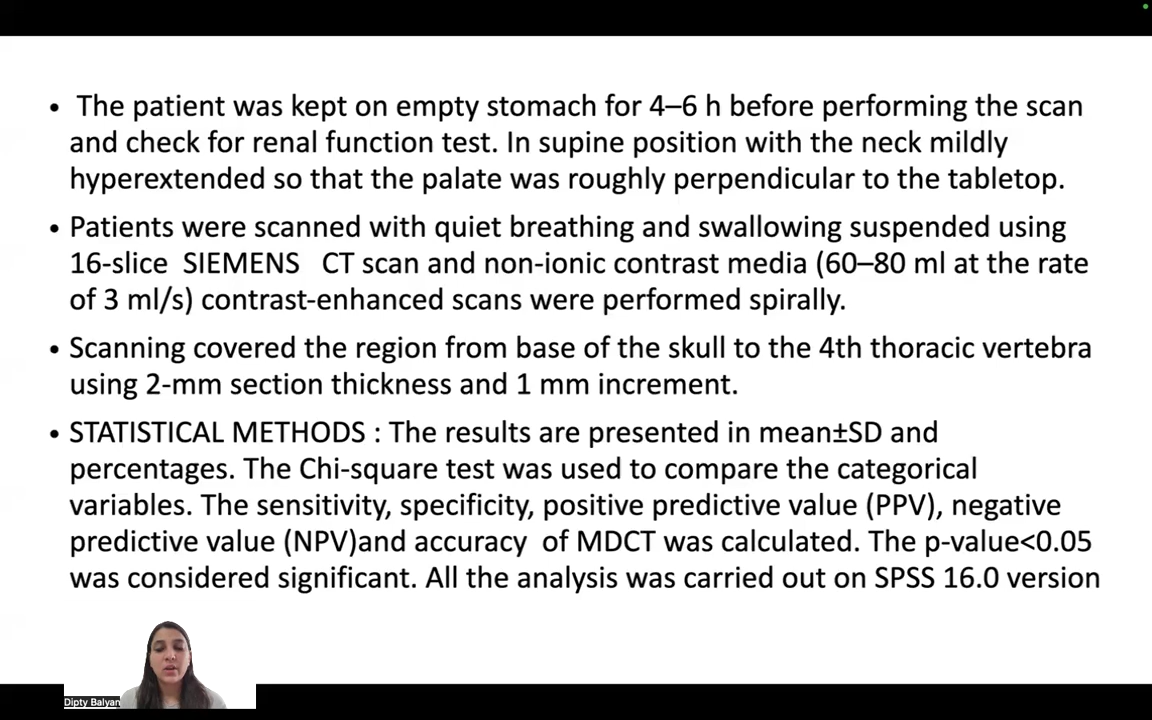 • The patient was kept on empty stomach for 4–6 h before performing the scan
and check for renal function test. In supine position with the neck mildly
hyperextended so that the palate was roughly perpendicular to the tabletop.
• Patients were scanned with quiet breathing and swallowing suspended using
16-slice SIEMENS CT scan and non-ionic contrast media (60–80 ml at the rate
of 3 ml/s) contrast-enhanced scans were performed spirally.
• Scanning covered the region from base of the skull to the 4th thoracic vertebra
using 2-mm section thickness and 1 mm increment.
• STATISTICAL METHODS : The results are presented in mean±SD and
percentages. The Chi-square test was used to compare the categorical
variables. The sensitivity, specificity, positive predictive value (PPV), negative
predictive value (NPV)and accuracy of MDCT was calculated. The p-value<0.05
was considered significant. All the analysis was carried out on SPSS 16.0 version
Dipty Balyan